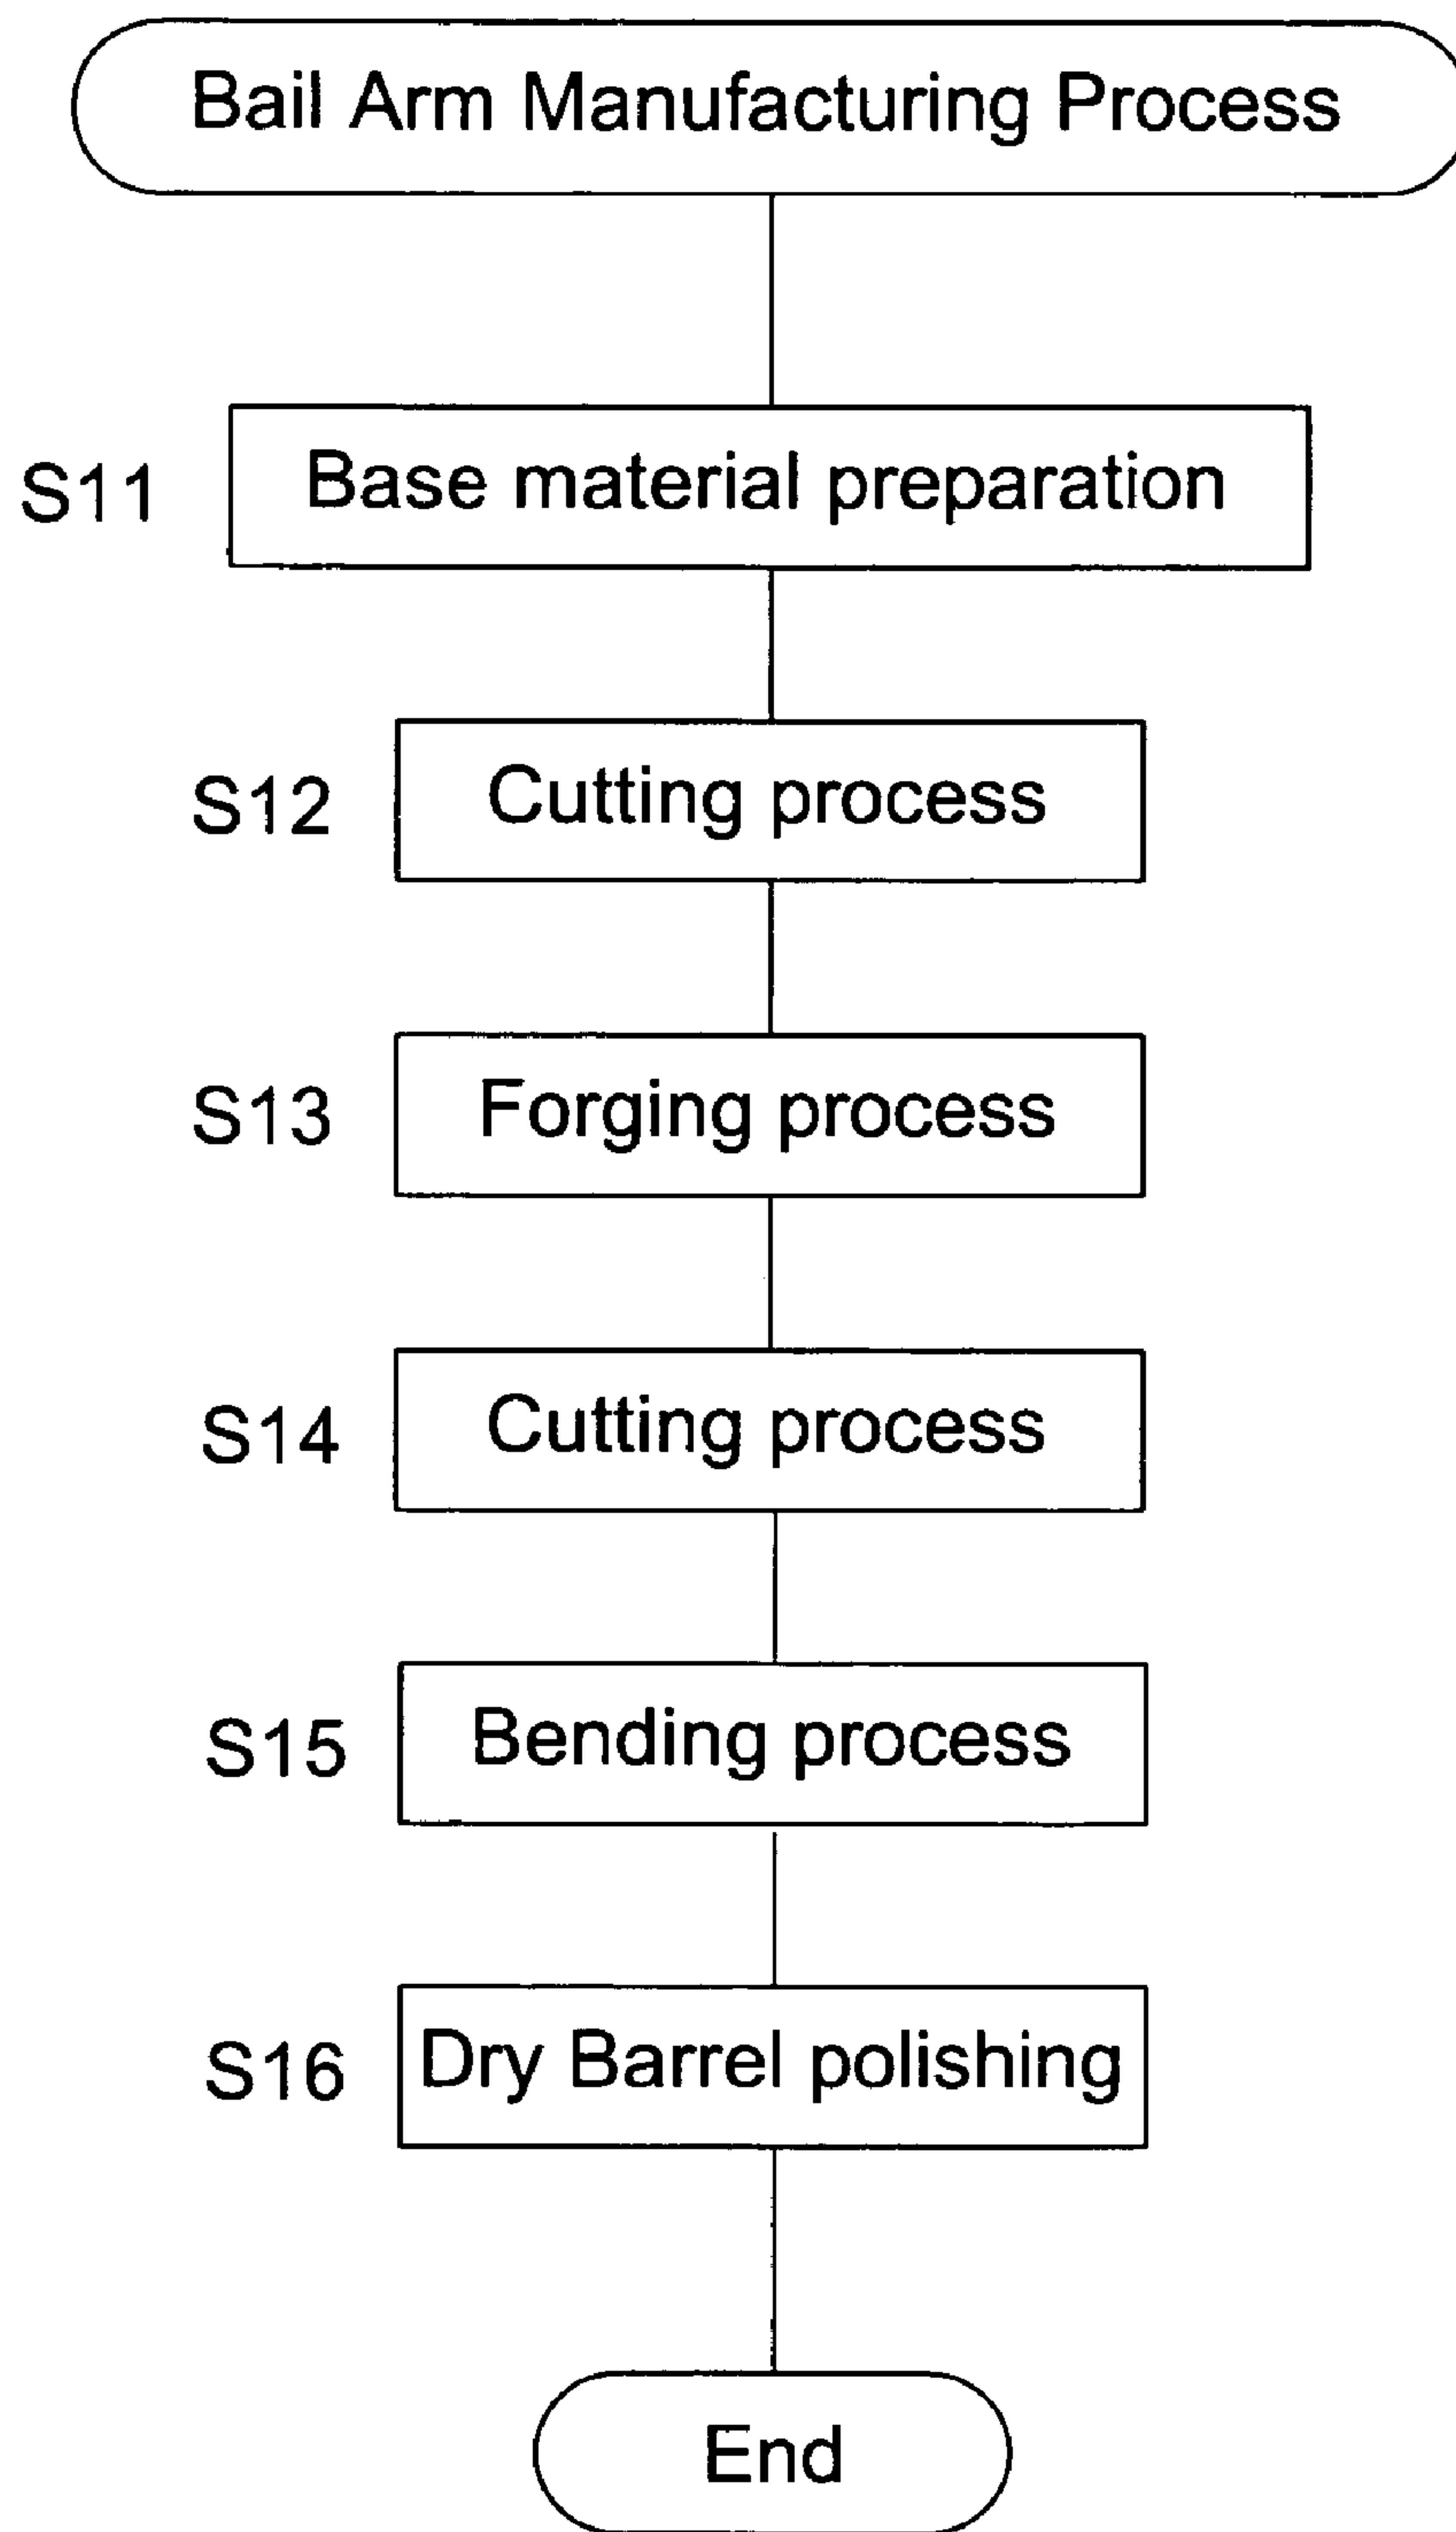 Bail Arm Manufacturing Process
S11 Base material preparation
S12 Cutting process
S13 Forging process
S14 Cutting process
S15 Bending process
S16 Dry Barrel polishing
End